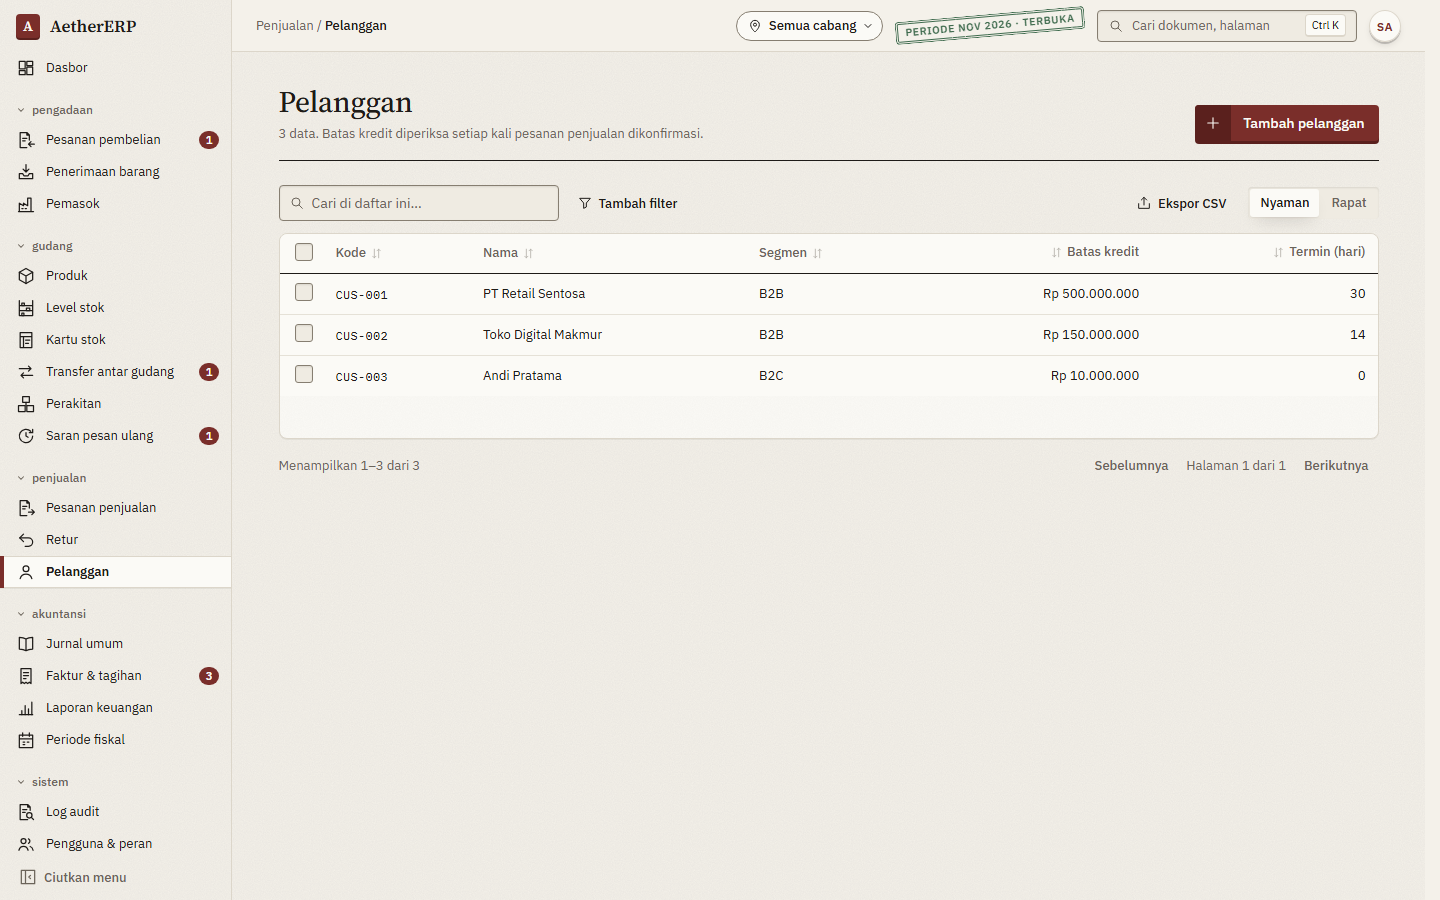 A AetherERP
Penjualan / Pelanggan
Semua cabang
PERIODE NOV 2026 · TERBUKA
Cari dokumen, halaman Ctrl K
SA
Dasbor
pengadaan
Pesanan pembelian 1
Penerimaan barang
Pemasok
gudang
Produk
Level stok
Kartu stok
Transfer antar gudang 1
Perakitan
Saran pesan ulang 1
penjualan
Pesanan penjualan
Retur
Pelanggan
akuntansi
Jurnal umum
Faktur & tagihan 3
Laporan keuangan
Periode fiskal
sistem
Log audit
Pengguna & peran
Ciutkan menu
Pelanggan
3 data. Batas kredit diperiksa setiap kali pesanan penjualan dikonfirmasi.
Tambah pelanggan
Cari di daftar ini...
Tambah filter
Ekspor CSV
Nyaman Rapat
Kode Nama Segmen Batas kredit Termin (hari)
CUS-001 PT Retail Sentosa B2B Rp 500.000.000 30
CUS-002 Toko Digital Makmur B2B Rp 150.000.000 14
CUS-003 Andi Pratama B2C Rp 10.000.000 0
Menampilkan 1–3 dari 3
Sebelumnya Halaman 1 dari 1 Berikutnya